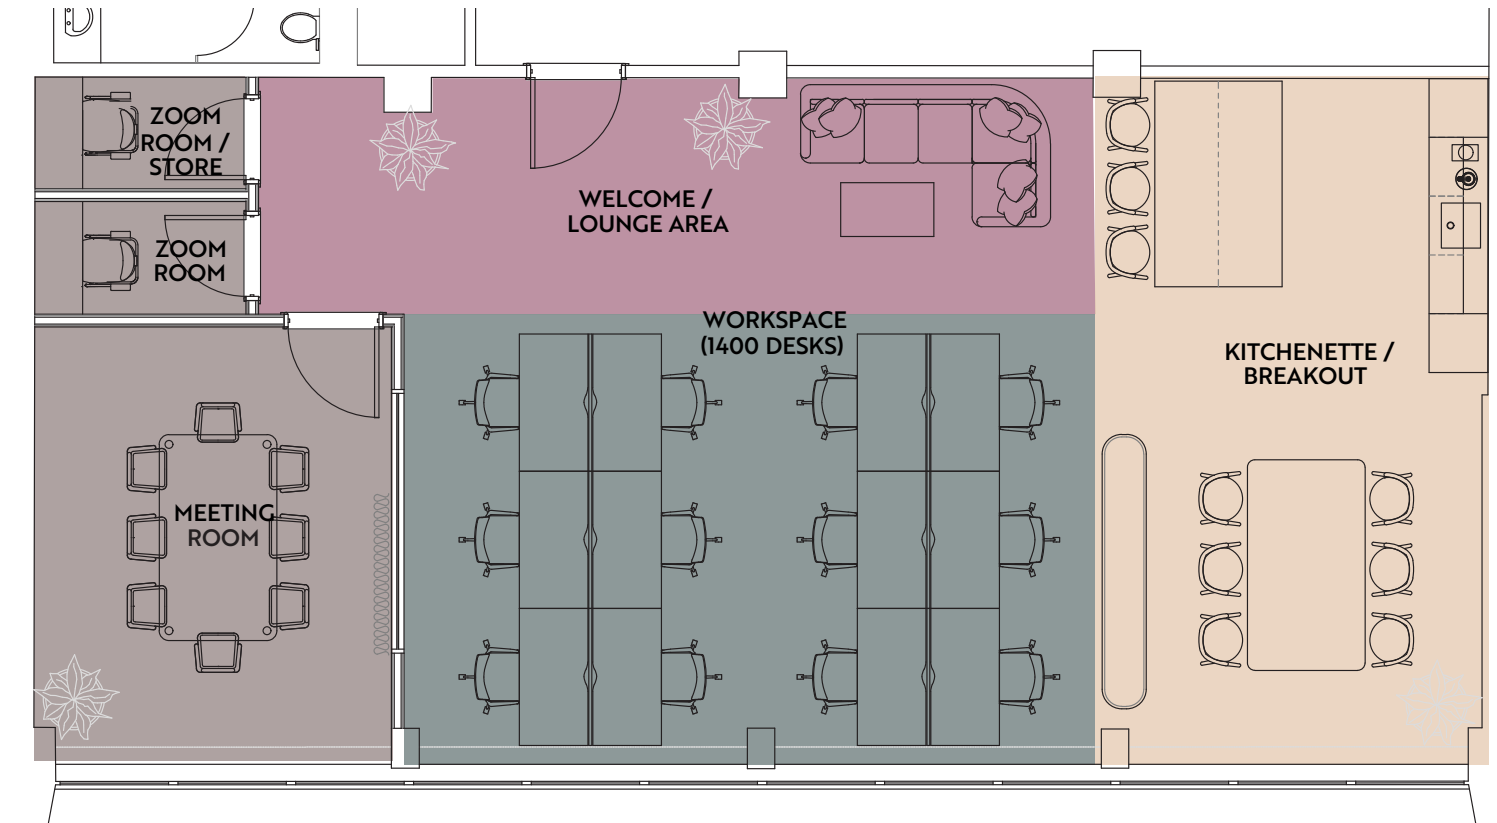 ZOOM
ROOM /
STORE
ZOOM
ROOM
WELCOME /
LOUNGE AREA
WORKSPACE
(1400 DESKS)
KITCHENETTE /
BREAKOUT
MEETING
ROOM